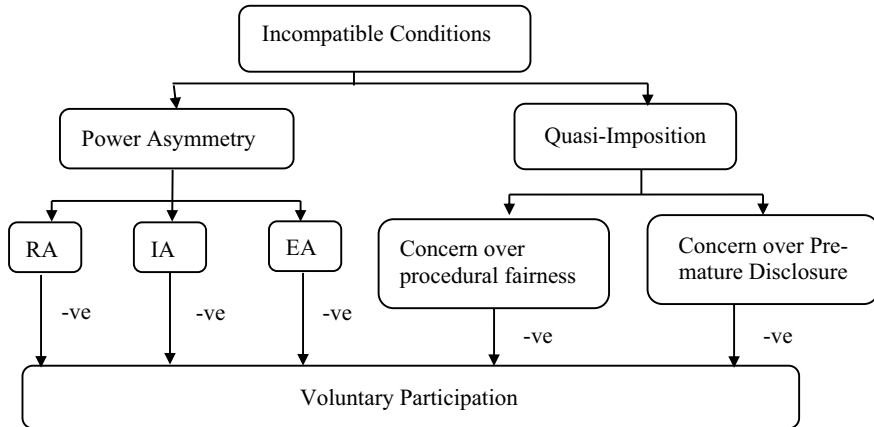 Incompatible Conditions
Power Asymmetry
Quasi-Imposition
RA
IA
EA
Concern over
procedural fairness
Concern over Pre-
mature Disclosure
-ve
-ve
-ve
-ve
-ve
Voluntary Participation